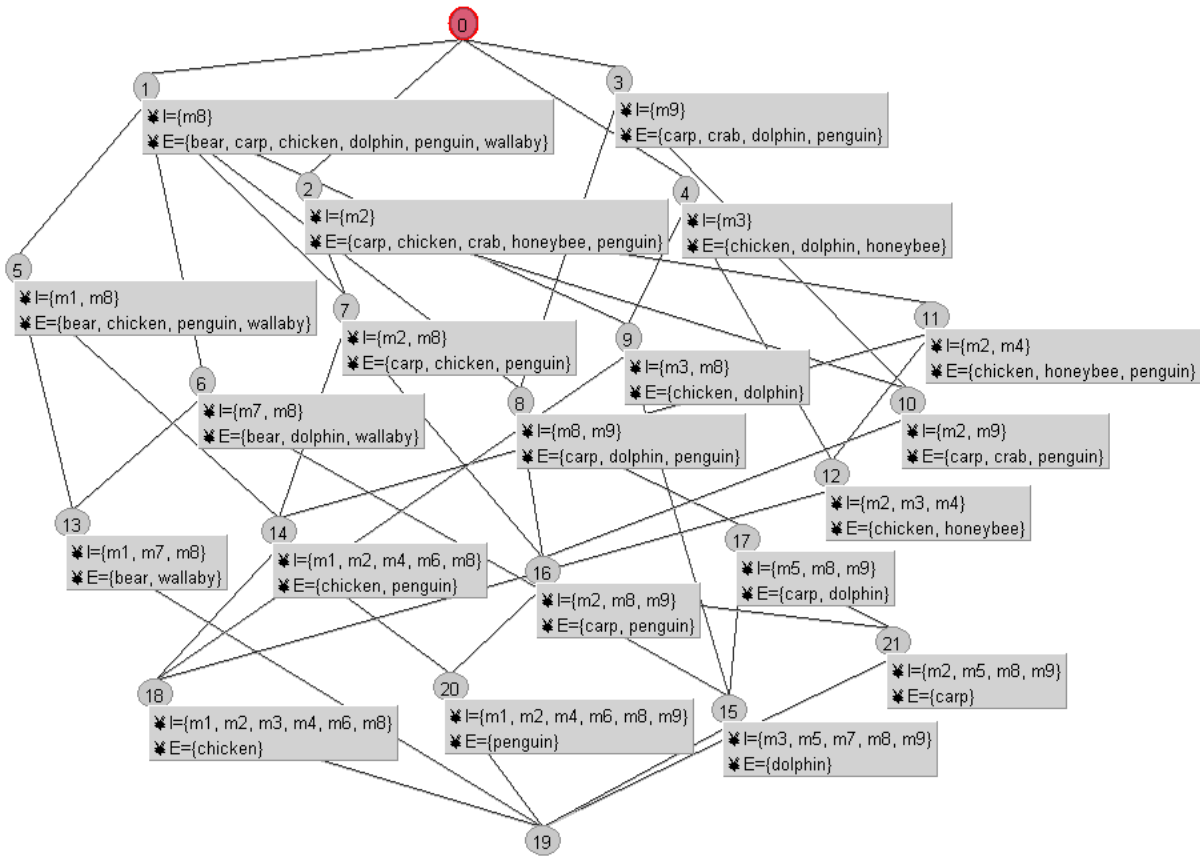 0
1
I={m8}
E={bear, carp, chicken, dolphin, penguin, wallaby}
3
I={m9}
E={carp, crab, dolphin, penguin}
2
I={m2}
E={carp, chicken, crab, honeybee, penguin}
4
I={m3}
E={chicken, dolphin, honeybee}
5
I={m1, m8}
E={bear, chicken, penguin, wallaby}
7
I={m2, m8}
E={carp, chicken, penguin}
9
I={m3, m8}
E={chicken, dolphin}
11
I={m2, m4}
E={chicken, honeybee, penguin}
6
I={m7, m8}
E={bear, dolphin, wallaby}
8
I={m8, m9}
E={carp, dolphin, penguin}
10
I={m2, m9}
E={carp, crab, penguin}
12
I={m2, m3, m4}
E={chicken, honeybee}
13
I={m1, m7, m8}
E={bear, wallaby}
14
I={m1, m2, m4, m6, m8}
E={chicken, penguin}
17
I={m5, m8, m9}
E={carp, dolphin}
16
I={m2, m8, m9}
E={carp, penguin}
21
I={m2, m5, m8, m9}
E={carp}
18
I={m1, m2, m3, m4, m6, m8}
E={chicken}
20
I={m1, m2, m4, m6, m8, m9}
E={penguin}
15
I={m3, m5, m7, m8, m9}
E={dolphin}
19